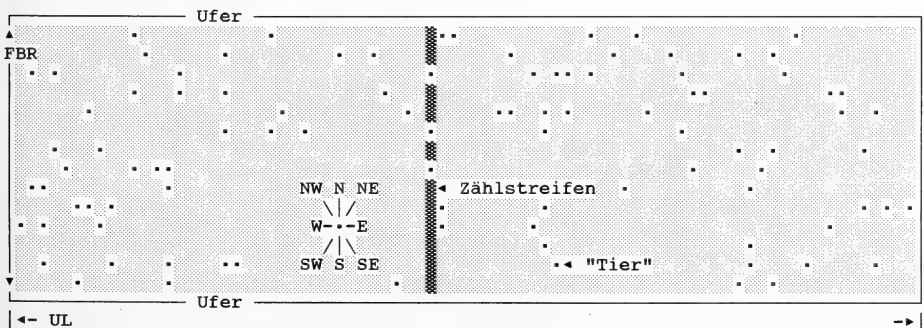 Ufer
FBR
NW N NE
Zählstreifen
W E
SW S SE
"Tier"
Ufer
UL